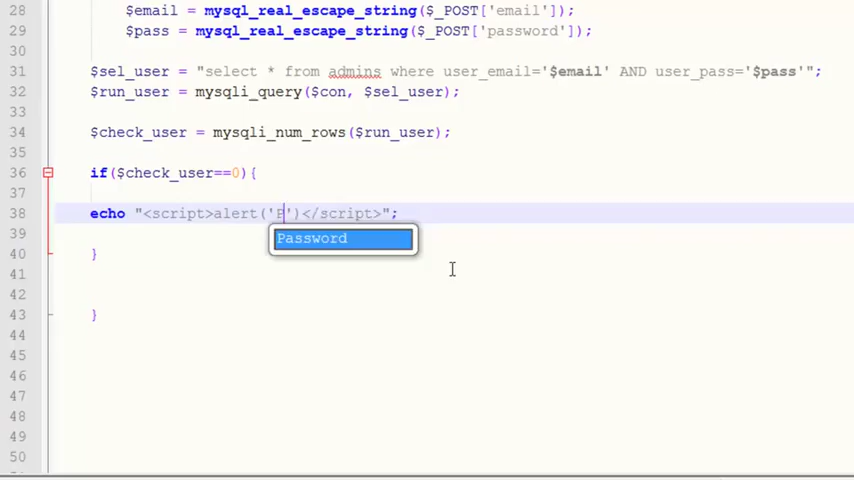 28 $email = mysql_real_escape_string($_POST['email']);
29 $pass = mysql_real_escape_string($_POST['password']);
30
31 $sel_user = "select * from admins where user_email='$email' AND user_pass='$pass'";
32 $run_user = mysqli_query($con, $sel_user);
33
34 $check_user = mysqli_num_rows($run_user);
35
36 if($check_user==0){
37
38 echo "<script>alert('P')</script>";
39 Password
40 }
41
42
43 }
44
45
46
47
48
49
50